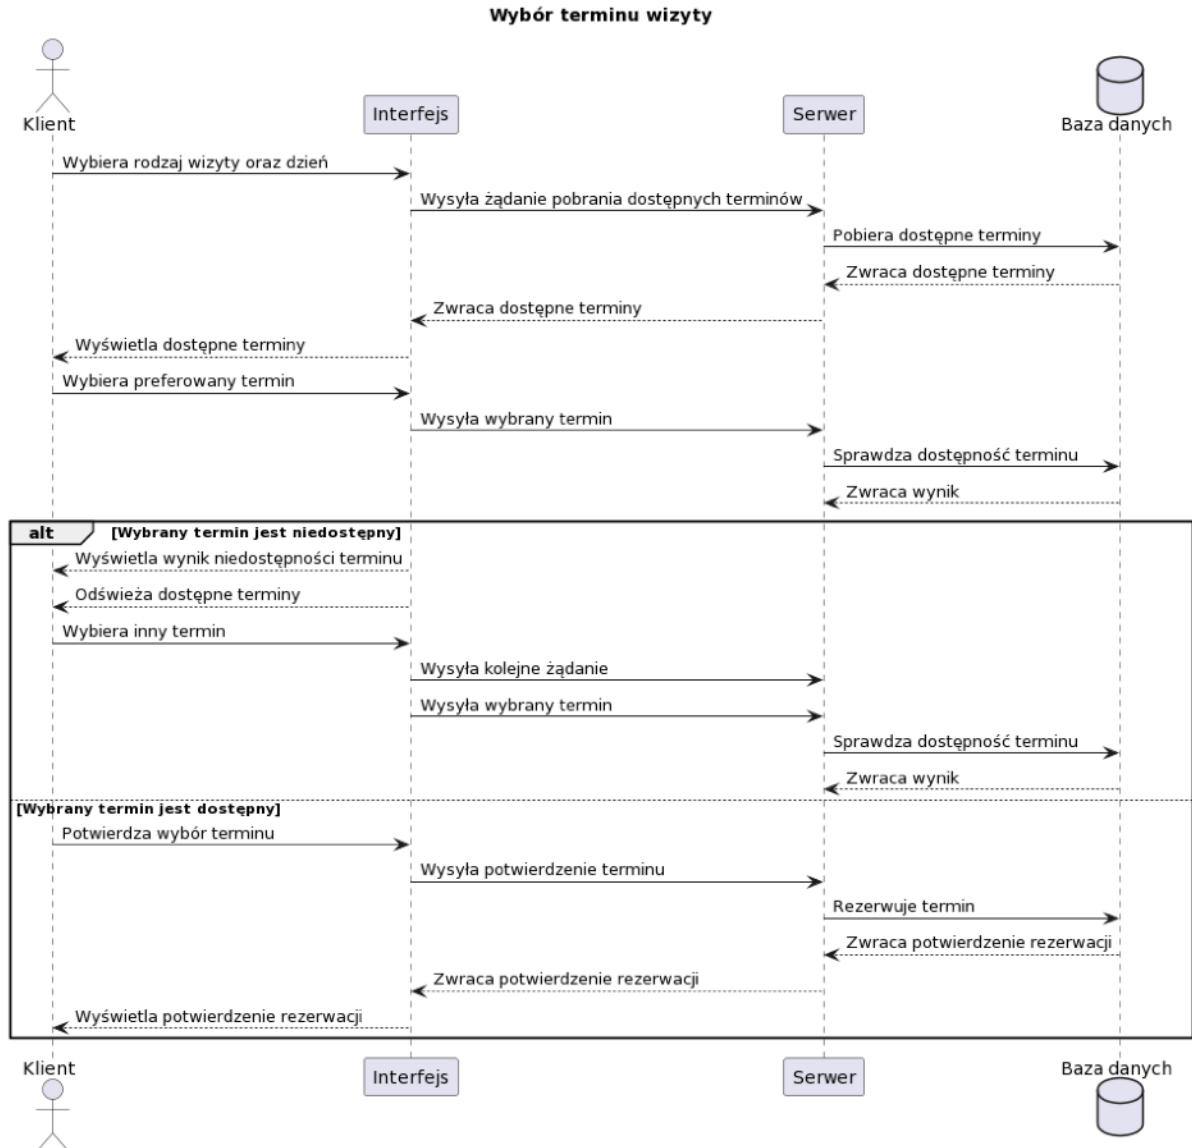 Wybór terminu wizyty
Klient
Interfejs
Serwer
Baza danych
Wybiera rodzaj wizyty oraz dzień
Wysyła żądanie pobrania dostępnych terminów
Pobiera dostępne terminy
Zwraca dostępne terminy
Zwraca dostępne terminy
Wyświetla dostępne terminy
Wybiera preferowany termin
Wysyła wybrany termin
Sprawdza dostępność terminu
Zwraca wynik
alt [Wybrany termin jest niedostępny]
Wyświetla wynik niedostępności terminu
Odświeża dostępne terminy
Wybiera inny termin
Wysyła kolejne żądanie
Wysyła wybrany termin
Sprawdza dostępność terminu
Zwraca wynik
[Wybrany termin jest dostępny]
Potwierdza wybór terminu
Wysyła potwierdzenie terminu
Rezerwuje termin
Zwraca potwierdzenie rezerwacji
Zwraca potwierdzenie rezerwacji
Wyświetla potwierdzenie rezerwacji
Klient
Interfejs
Serwer
Baza danych